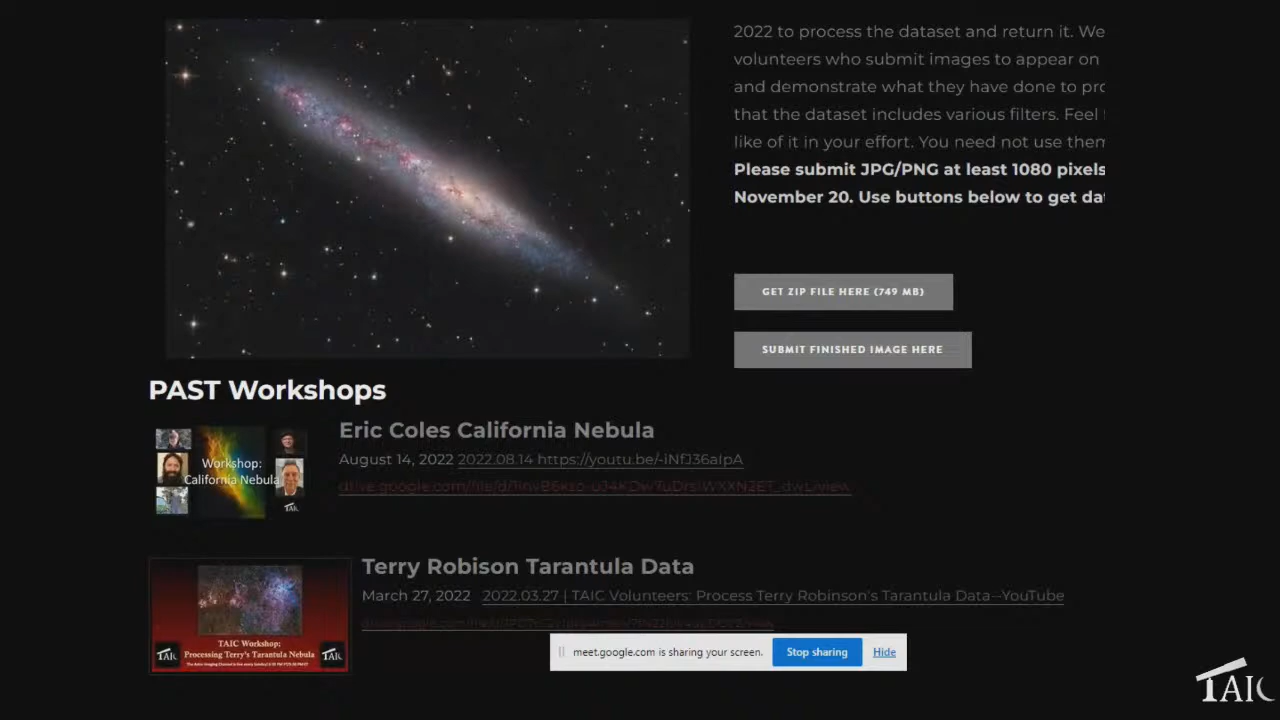 2022 to process the dataset and return it. We
volunteers who submit images to appear on
and demonstrate what they have done to pro
that the dataset includes various filters. Feel
like of it in your effort. You need not use them
Please submit JPG/PNG at least 1080 pixels
November 20. Use buttons below to get da
GET ZIP FILE HERE (749 MB)
SUBMIT FINISHED IMAGE HERE
PAST Workshops
Workshop:
California Nebula
TAIC
Eric Coles California Nebula
August 14, 2022 2022.08.14 https://youtu.be/-iNfJ36aIpA
TAIC Workshop:
Processing Terry's Tarantula Nebula
TAIC
TAIC
Terry Robison Tarantula Data
March 27, 2022 2022.03.27 | TAIC Volunteers: Process Terry Robinson's Tarantula Data--YouTube
meet.google.com is sharing your screen.
Stop sharing
Hide
TAIC